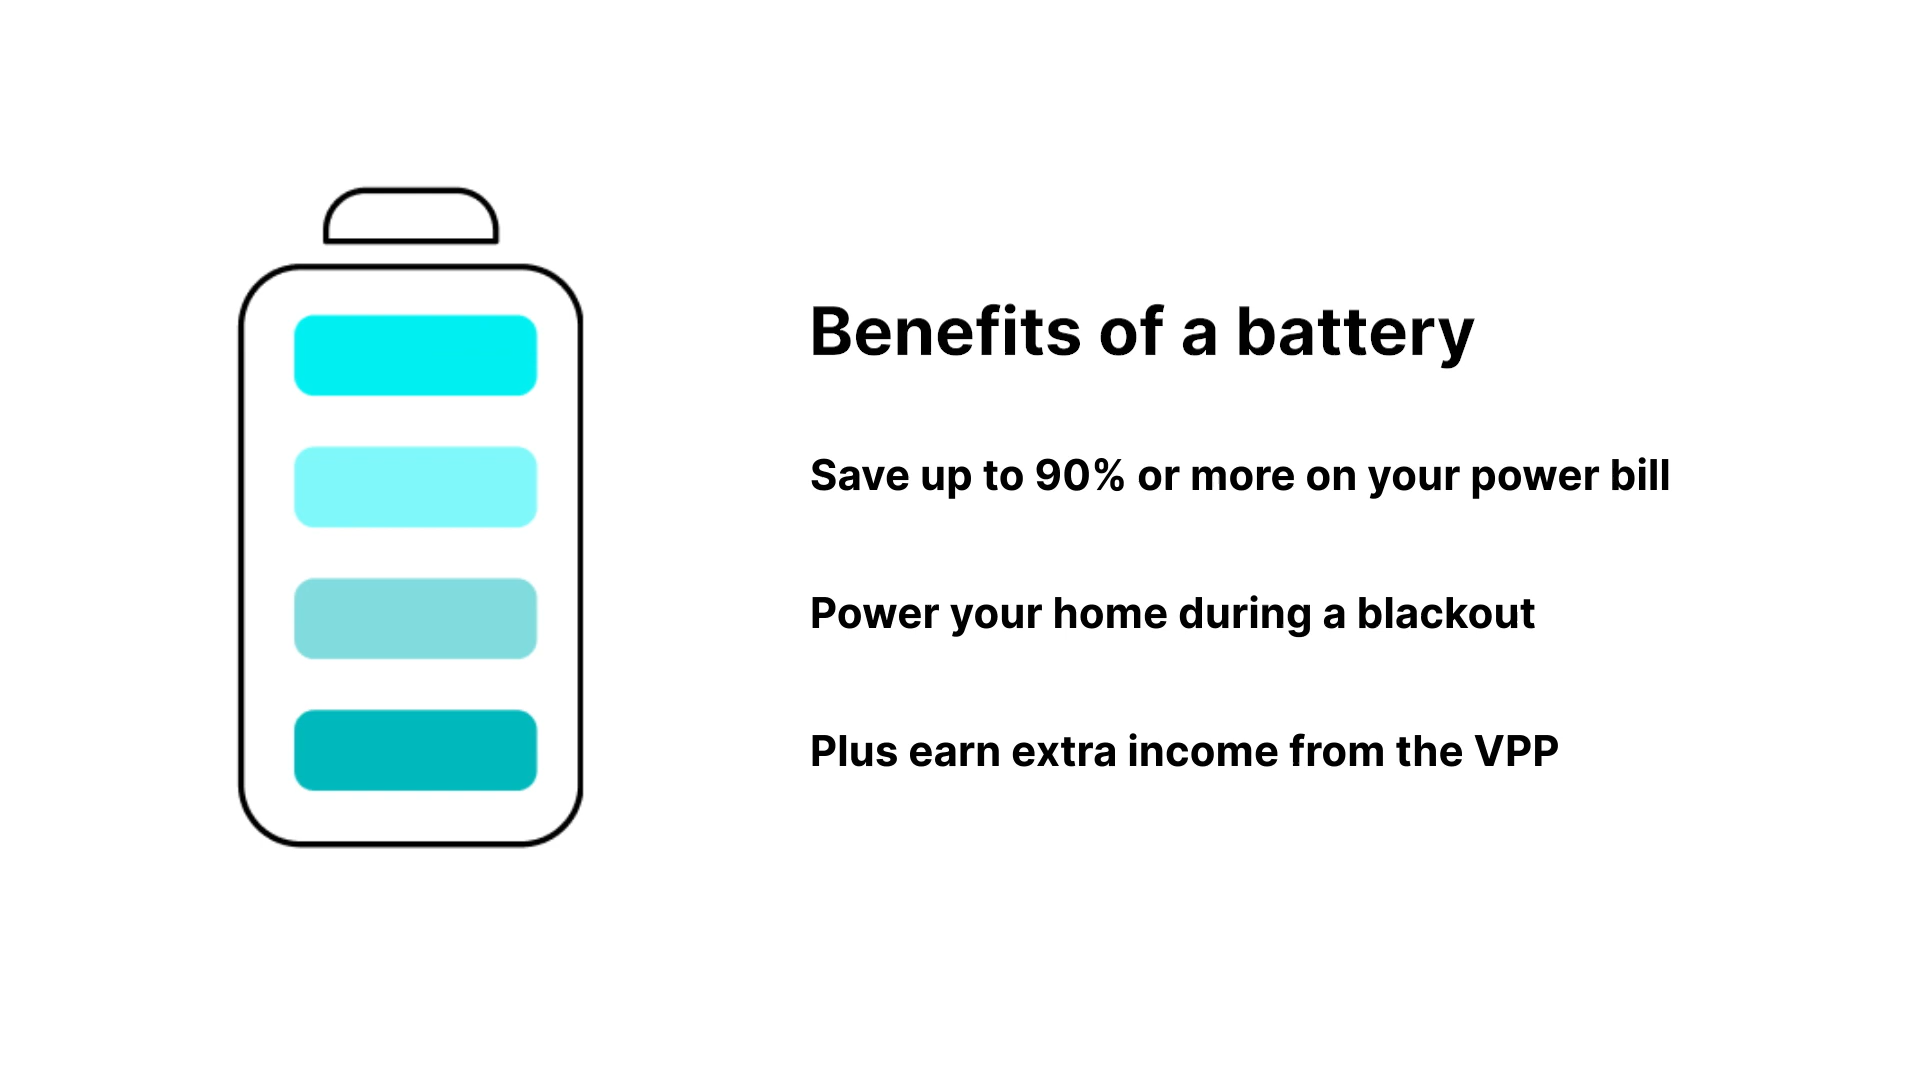 Benefits of a battery
Save up to 90% or more on your power bill
Power your home during a blackout
Plus earn extra income from the VPP